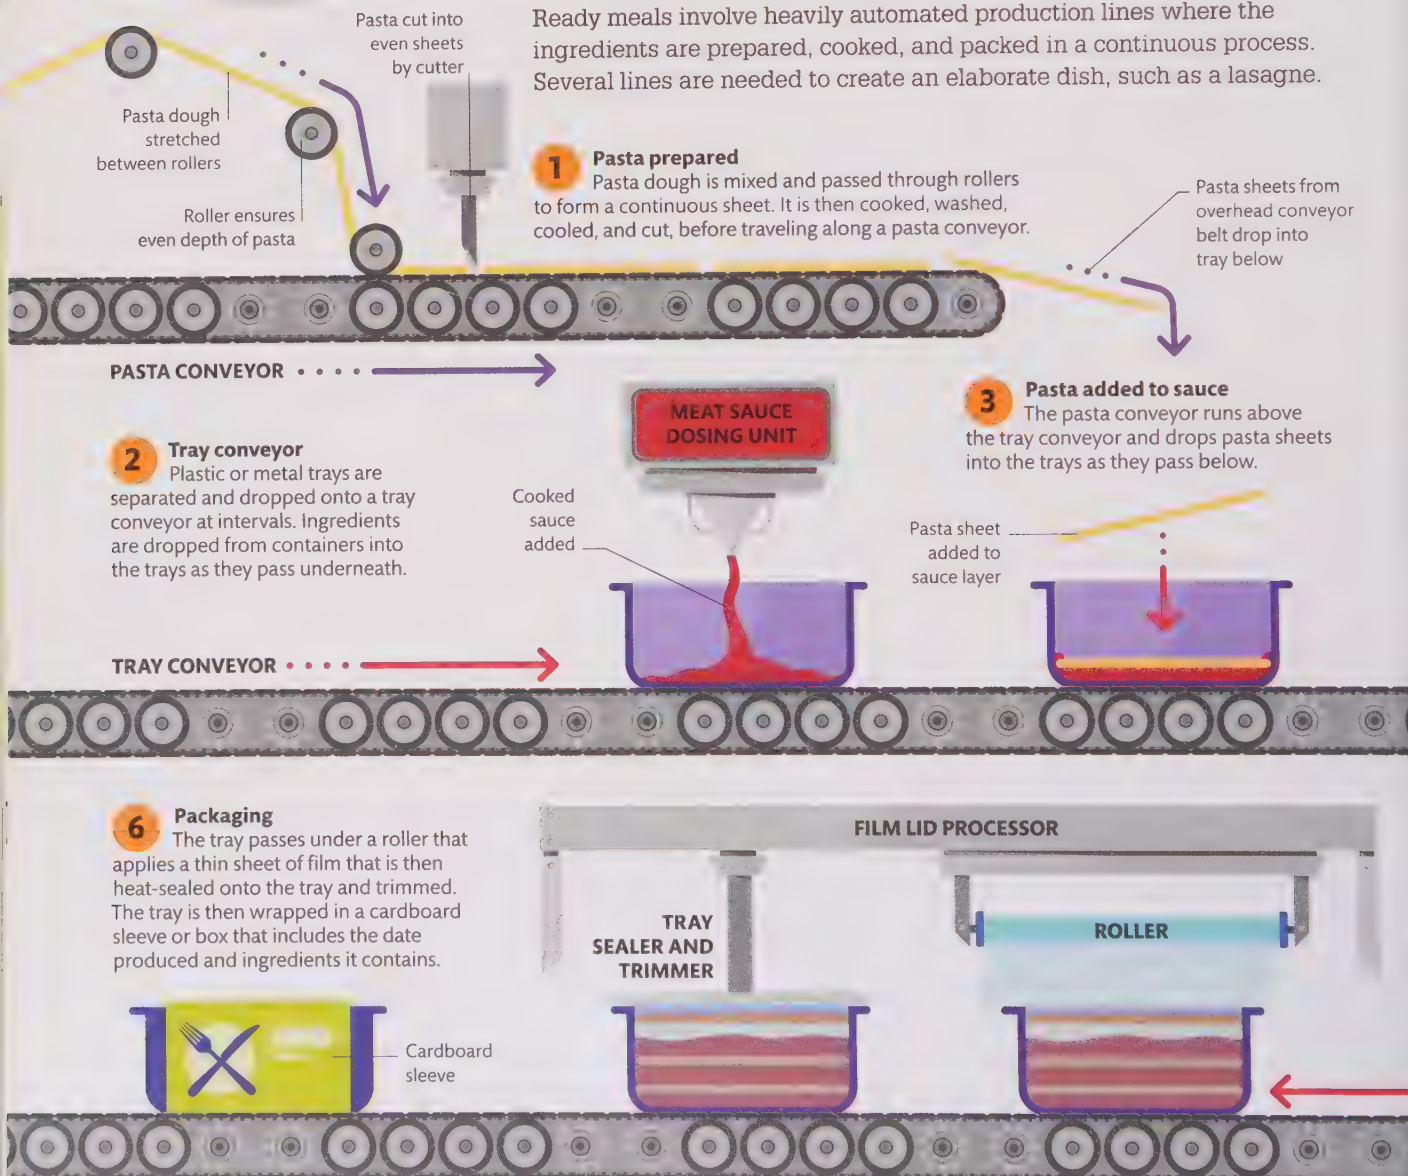 Ready meals involve heavily automated production lines where the
ingredients are prepared, cooked, and packed in a continuous process.
Several lines are needed to create an elaborate dish, such as a lasagne.
Pasta cut into
even sheets
by cutter
Pasta dough
stretched
between rollers
Roller ensures
even depth of pasta
1 Pasta prepared
Pasta dough is mixed and passed through rollers
to form a continuous sheet. It is then cooked, washed,
cooled, and cut, before traveling along a pasta conveyor.
Pasta sheets from
overhead conveyor
belt drop into
tray below
PASTA CONVEYOR
2 Tray conveyor
Plastic or metal trays are
separated and dropped onto a tray
conveyor at intervals. Ingredients
are dropped from containers into
the trays as they pass underneath.
MEAT SAUCE
DOSING UNIT
Cooked
sauce
added
3 Pasta added to sauce
The pasta conveyor runs above
the tray conveyor and drops pasta sheets
into the trays as they pass below.
Pasta sheet
added to
sauce layer
TRAY CONVEYOR
6 Packaging
The tray passes under a roller that
applies a thin sheet of film that is then
heat-sealed onto the tray and trimmed.
The tray is then wrapped in a cardboard
sleeve or box that includes the date
produced and ingredients it contains.
FILM LID PROCESSOR
TRAY
SEALER AND
TRIMMER
ROLLER
Cardboard
sleeve